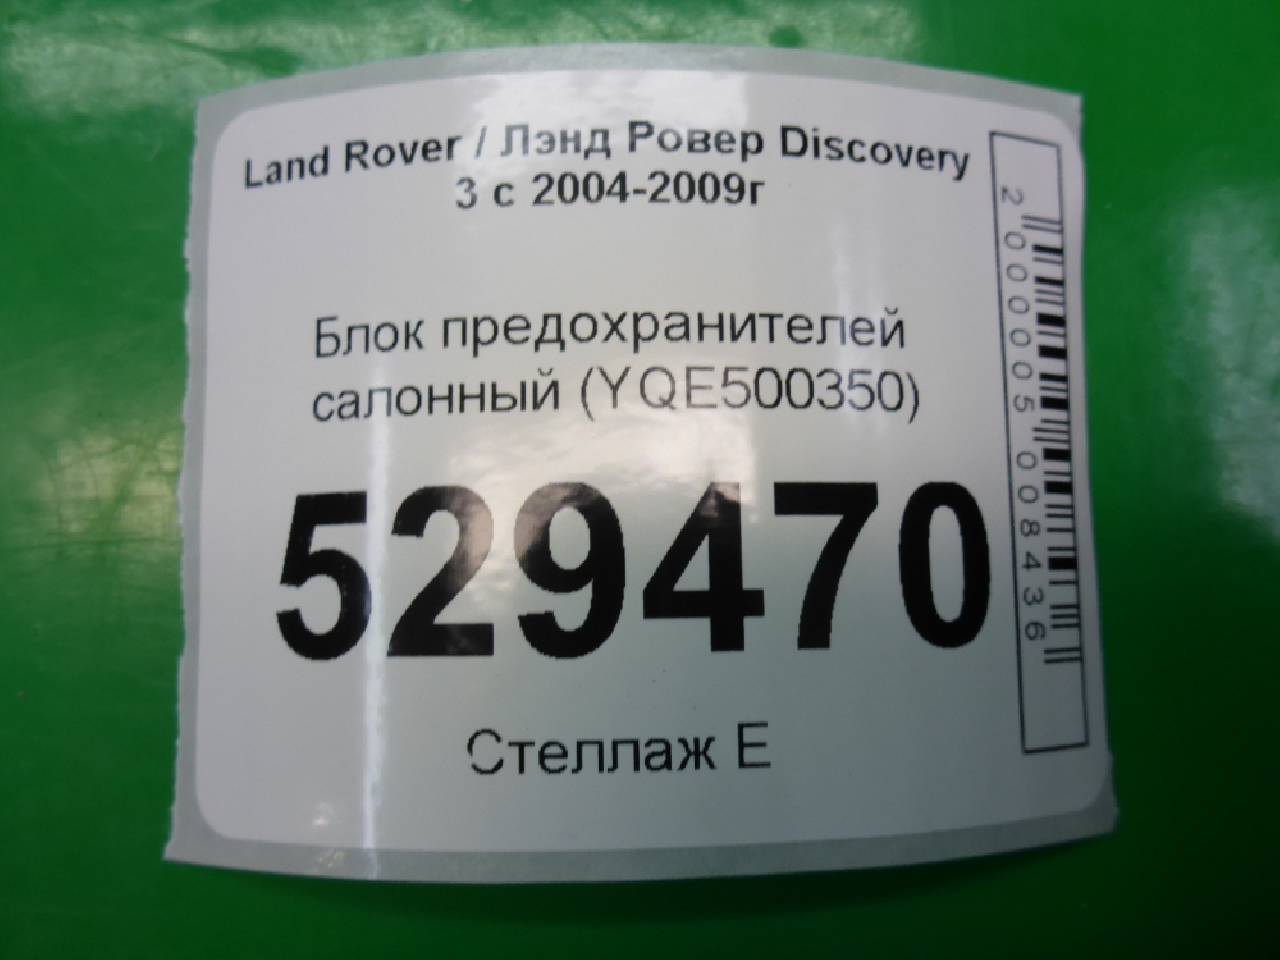 Land Rover / Лэнд Ровер Discovery
3 с 2004-2009г
Блок предохранителей
салонный (YQE500350)
529470
Стеллаж Е
2000005008436